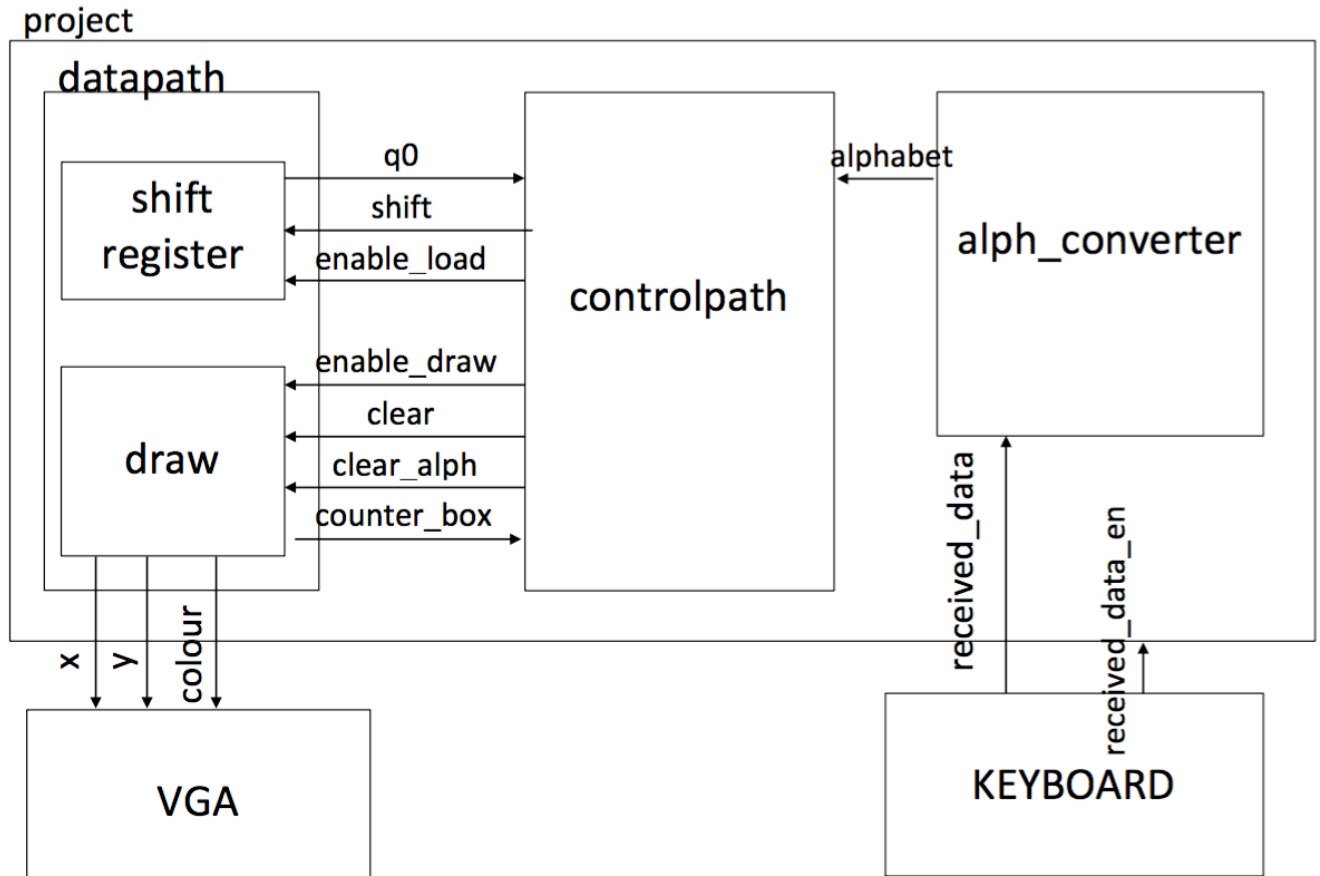 project
datapath
shift
register
q0
shift
enable_load
enable_draw
clear
clear_alph
counter_box
draw
controlpath
alphabet
alph_converter
received_data
received_data_en
x
y
colour
VGA
KEYBOARD